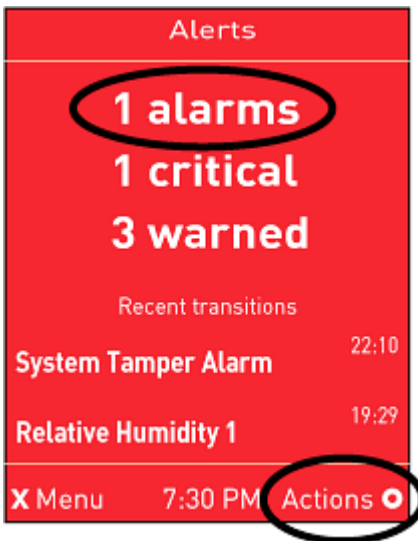 Alerts
1 alarms
1 critical
3 warned
Recent transitions
System Tamper Alarm 22:10
Relative Humidity 1 19:29
X Menu 7:30 PM Actions O